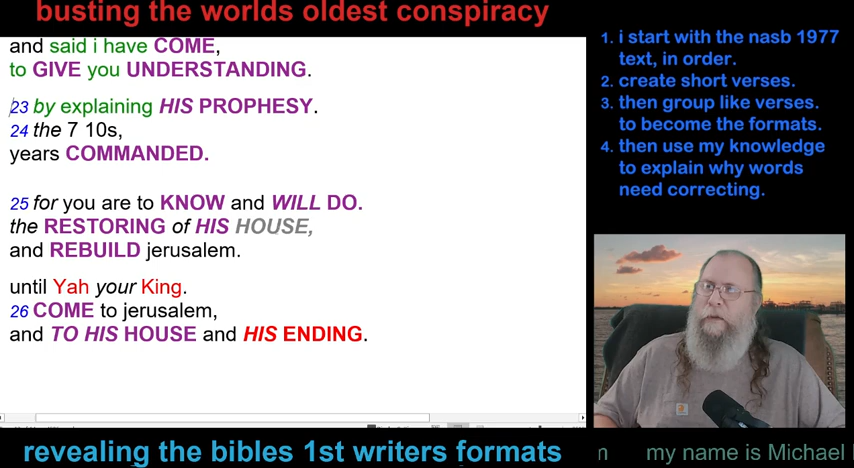 busting the worlds oldest conspiracy
and said i have COME,
to GIVE you UNDERSTANDING.
23 by explaining HIS PROPHESY.
24 the 7 10s,
years COMMANDED.
25 for you are to KNOW and WILL DO.
the RESTORING of HIS HOUSE,
and REBUILD jerusalem.
until Yah your King.
26 COME to jerusalem,
and TO HIS HOUSE and HIS ENDING.
1. i start with the nasb 1977
text, in order.
2. create short verses.
3. then group like verses.
to become the formats.
4. then use my knowledge
to explain why words
need correcting.
revealing the bibles 1st writers formats
m my name is Michael